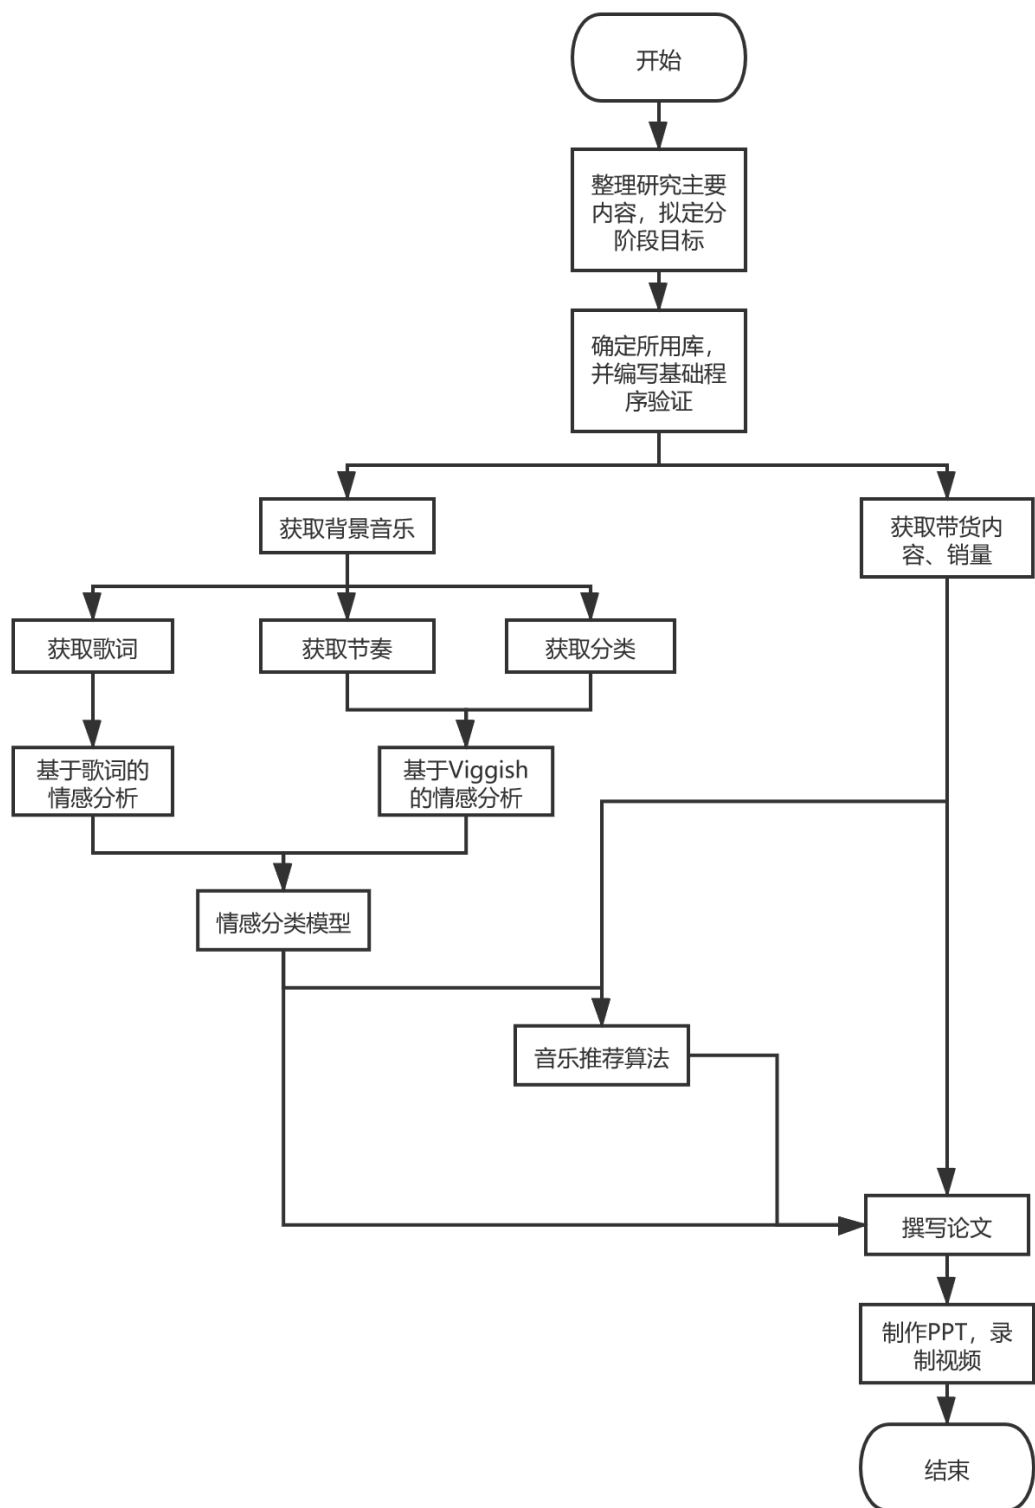 开始
整理研究主要
内容，拟定分
阶段目标
确定所用库，
并编写基础程
序验证
获取背景音乐
获取带货内
容、销量
获取歌词
获取节奏
获取分类
基于歌词的
情感分析
基于Viggish
的情感分析
情感分类模型
音乐推荐算法
撰写论文
制作PPT，录
制视频
结束